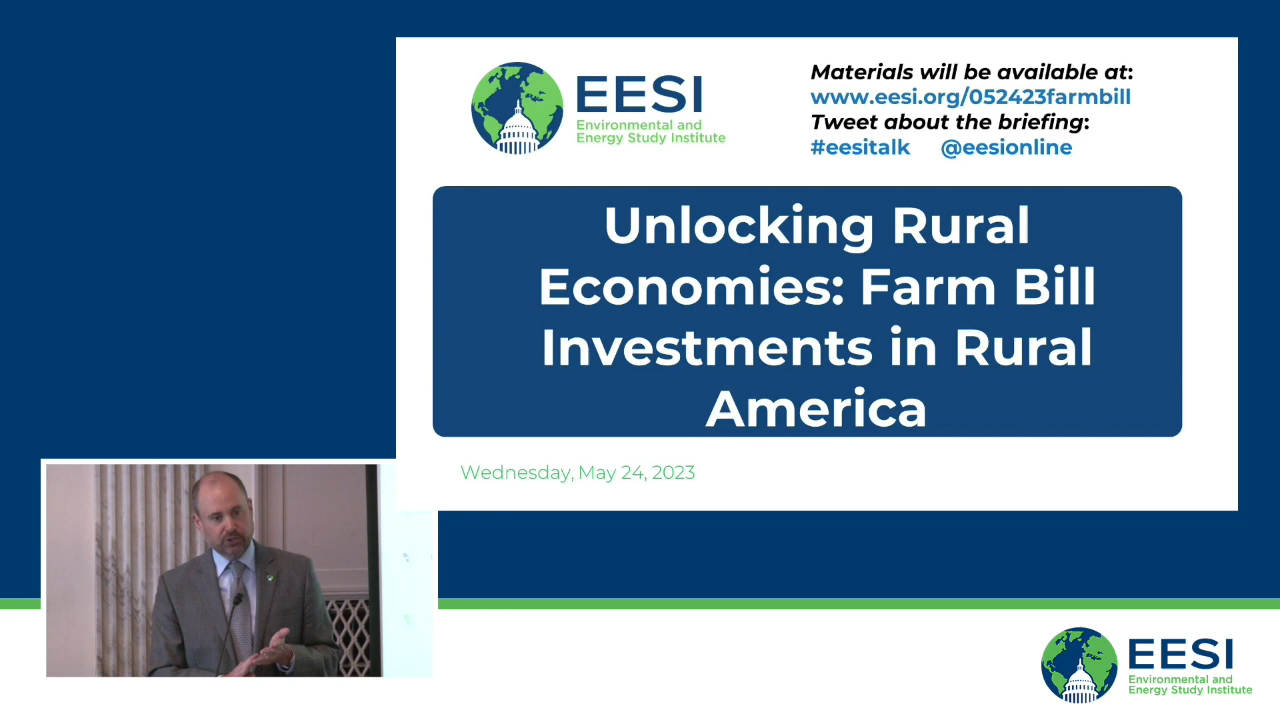 EESI
Environmental and
Energy Study Institute
Materials will be available at:
www.eesi.org/052423farmbill
Tweet about the briefing:
#eesitalk @eesionline
Unlocking Rural
Economies: Farm Bill
Investments in Rural
America
Wednesday, May 24, 2023
EESI
Environmental and
Energy Study Institute